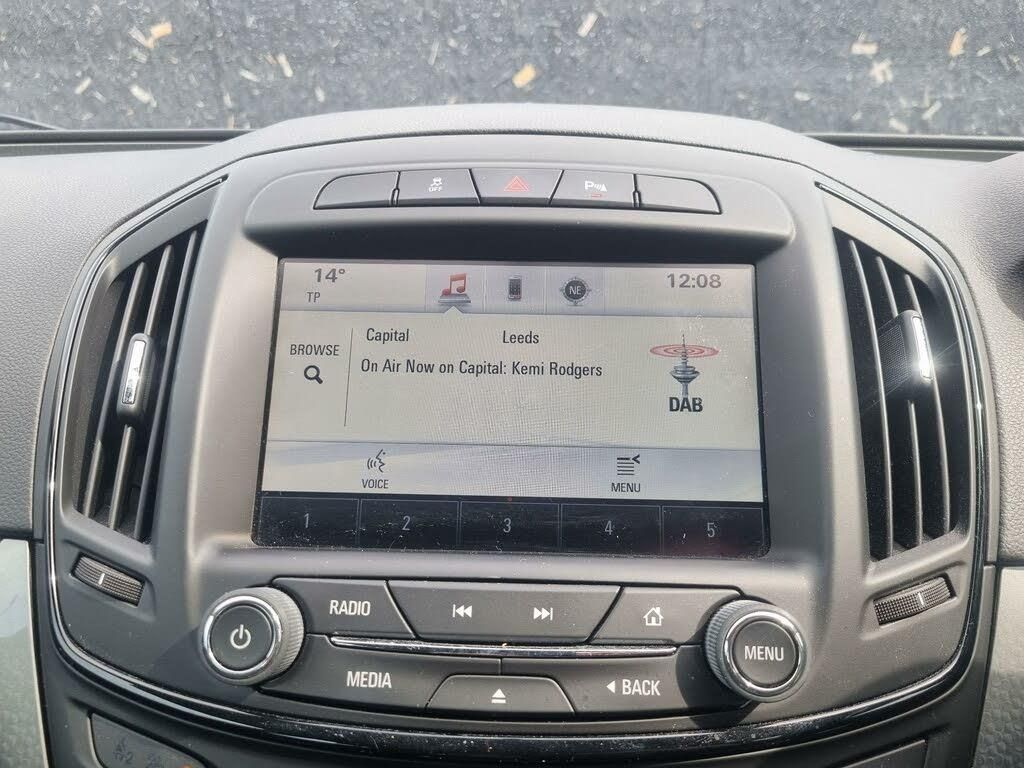 OFF
P
14°
TP
NE
12:08
Capital Leeds
BROWSE
On Air Now on Capital: Kemi Rodgers
DAB
VOICE
MENU
1 2 3 4 5
RADIO
MENU
MEDIA
BACK
2